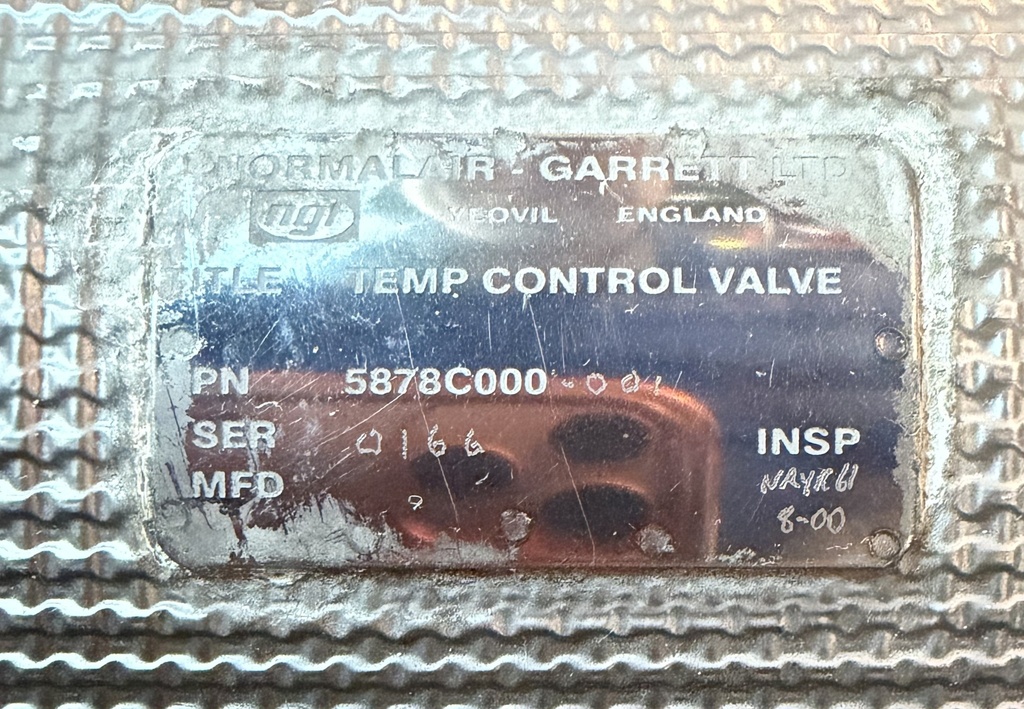 NORMALAIR - GARRETT LTD
ngl YEOVIL ENGLAND
TITLE TEMP CONTROL VALVE
PN 5878C000-001
SER 0166 INSP
MFD
8-00